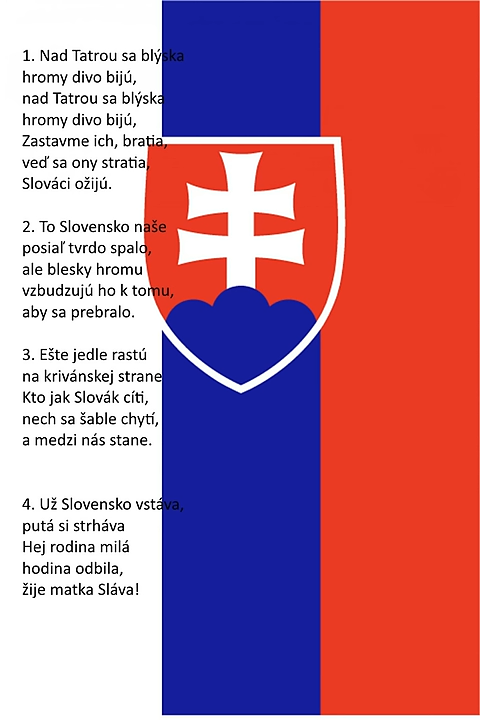 1. Nad Tatrou sa blýska
hromy divo bijú,
nad Tatrou sa blýska
hromy divo bijú,
Zastavme ich, bratia,
veď sa ony stratia,
Slováci ožijú.
2. To Slovensko naše
posiaľ tvrdo spalo,
ale blesky hromu
vzbudzujú ho k tomu,
aby sa prebralo.
3. Ešte jedle rastú
na krivánskej strane
Kto jak Slovák cíti,
nech sa šable chytí,
a medzi nás stane.
4. Už Slovensko vstáva,
putá si strháva
Hej rodina milá
hodina odbila,
žije matka Sláva!